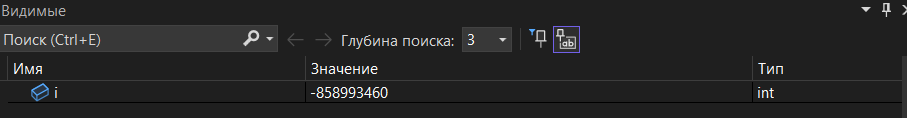 Видимые
Поиск (Ctrl+E) Глубина поиска: 3
Имя Значение Тип
i -858993460 int